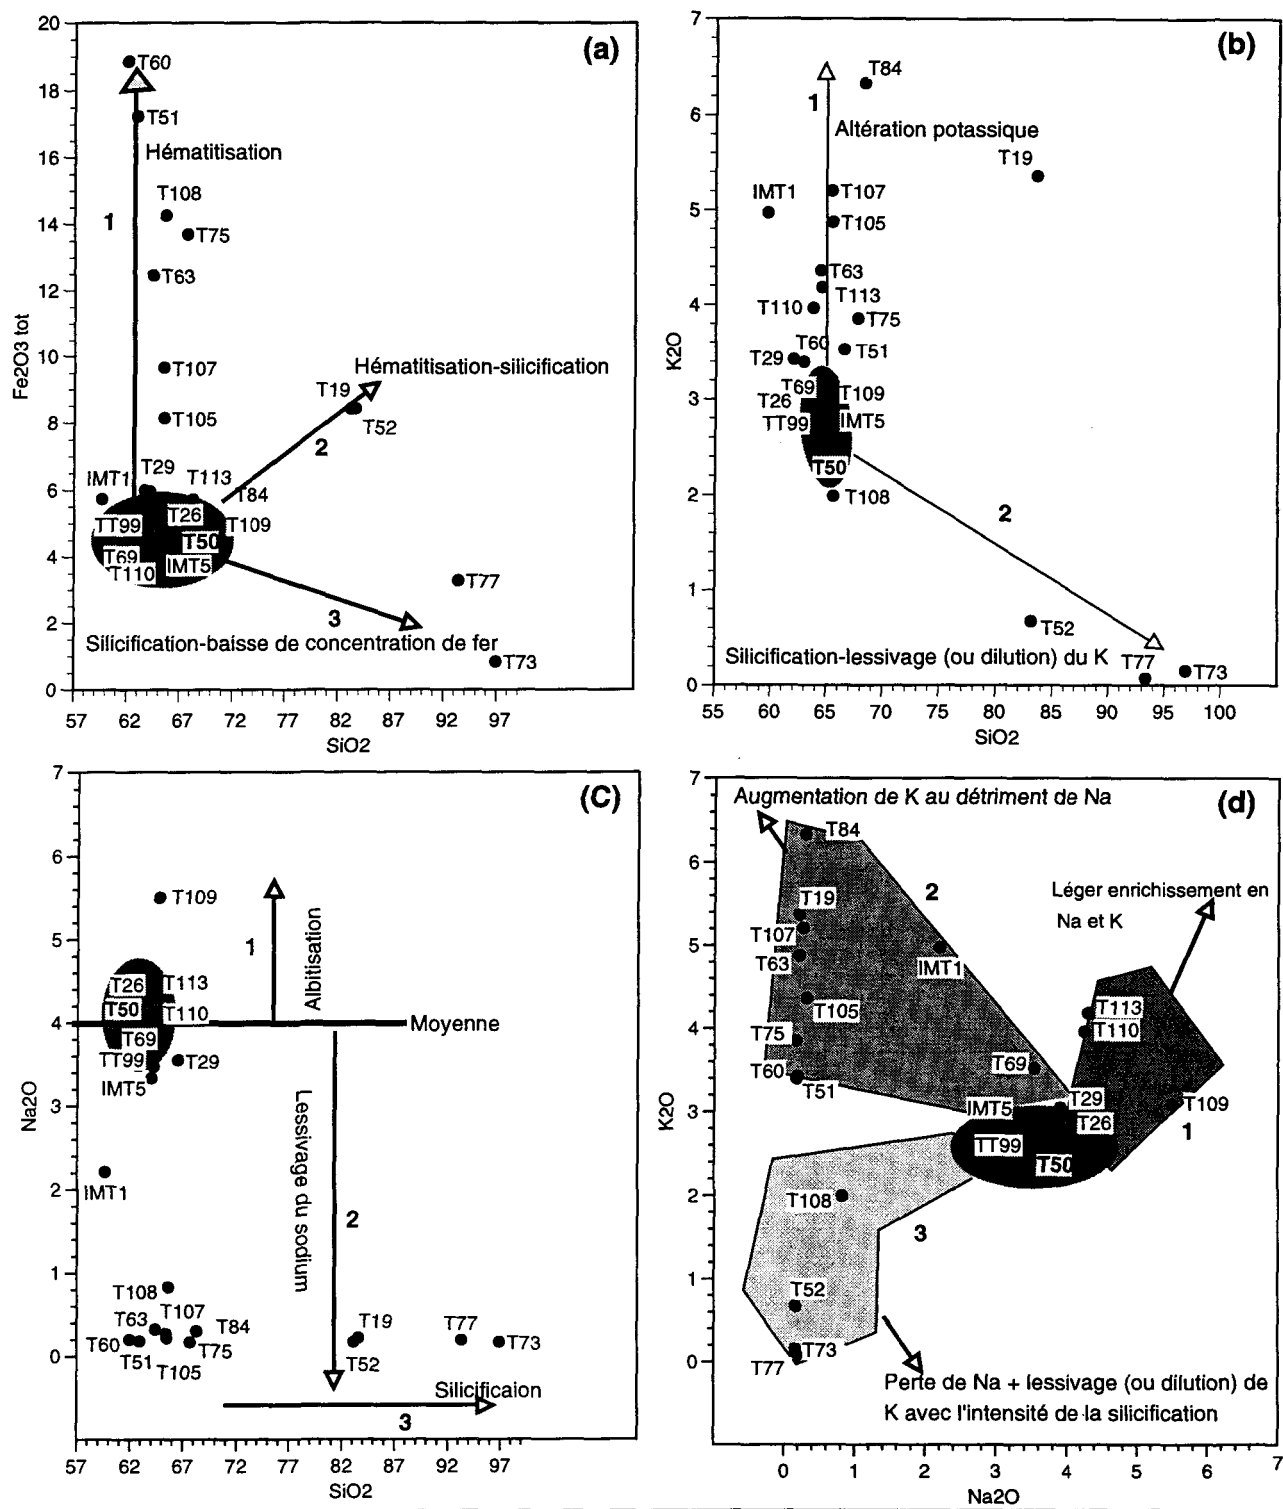 (a)
20
18
16
14
12
10
8
6
4
2
0
Fe2O3 tot
T60
T51
Hématitisation
T108
1
T75
T63
T107
Hématitisation-silicification
T19
T105
T52
2
T29
IMT1
T113
T84
T26
TT99
T109
T50
T69
IMT5
T110
T77
3
Silicification-baisse de concentration de fer
T73
57 62 67 72 77 82 87 92 97
SiO2
(b)
7
6
5
4
3
2
1
0
K2O
T84
1
Altération potassique
T19
IMT1
T107
T105
T63
T113
T110
T75
T60
T51
T29
T69
T109
T26
IMT5
TT99
T50
T108
2
T52
Silicification-lessivage (ou dilution) du K
T77
T73
55 60 65 70 75 80 85 90 95 100
SiO2
(C)
7
6
5
4
3
2
1
0
Na2O
T109
1
Albitisation
T26
T113
T50
T110
Moyenne
T69
TT99
T29
IMT5
Lessivage du sodium
IMT1
2
T108
T107
T63
T84
T19
T77
T60
T75
T73
T51
T105
T52
Silicificaion
3
57 62 67 72 77 82 87 92 97
SiO2
(d)
7
6
5
4
3
2
1
0
K2O
Augmentation de K au détriment de Na
T84
2
Léger enrichissement en
Na et K
T19
T107
T63
IMT1
T105
T113
T110
T75
T60
T69
T51
T29
IMT5
T109
T26
1
TT99
T50
T108
3
T52
T73
T77
Perte de Na + lessivage (ou dilution) de
K avec l'intensité de la silicification
0 1 2 3 4 5 6 7
Na2O